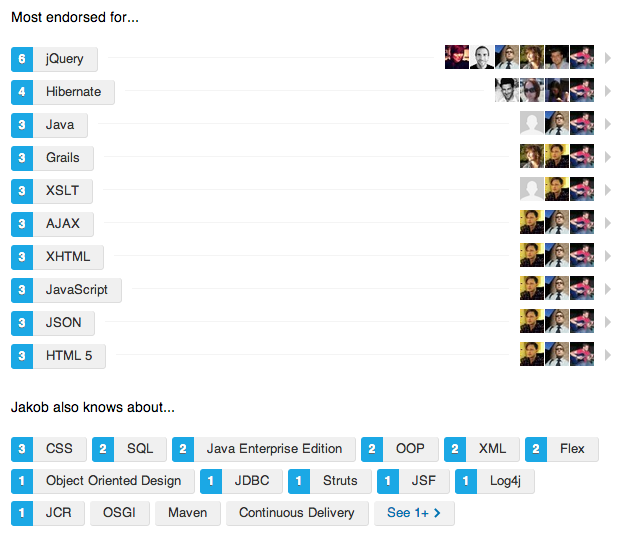 Most endorsed for...
6 jQuery
4 Hibernate
3 Java
3 Grails
3 XSLT
3 AJAX
3 XHTML
3 JavaScript
3 JSON
3 HTML 5
Jakob also knows about...
3 CSS 2 SQL 2 Java Enterprise Edition 2 OOP 2 XML 2 Flex
1 Object Oriented Design 1 JDBC 1 Struts 1 JSF 1 Log4j
1 JCR OSGI Maven Continuous Delivery See 1+